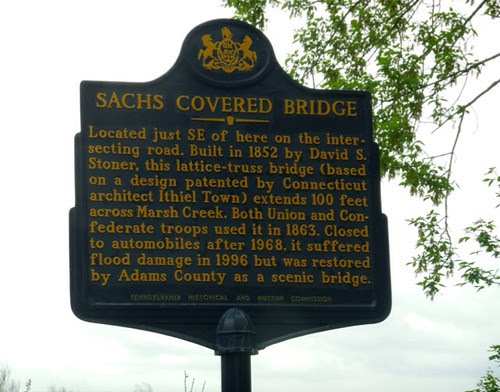 SACHS COVERED BRIDGE
Located just SE of here on the inter-
secting road. Built in 1852 by David S.
Stoner, this lattice-truss bridge (based
on a design patented by Connecticut
architect Ithiel Town) extends 100 feet
across Marsh Creek. Both Union and Con-
federate troops used it in 1863. Closed
to automobiles after 1968, it suffered
flood damage in 1996 but was restored
by Adams County as a scenic bridge.
PENNSYLVANIA HISTORICAL AND MUSEUM COMMISSION